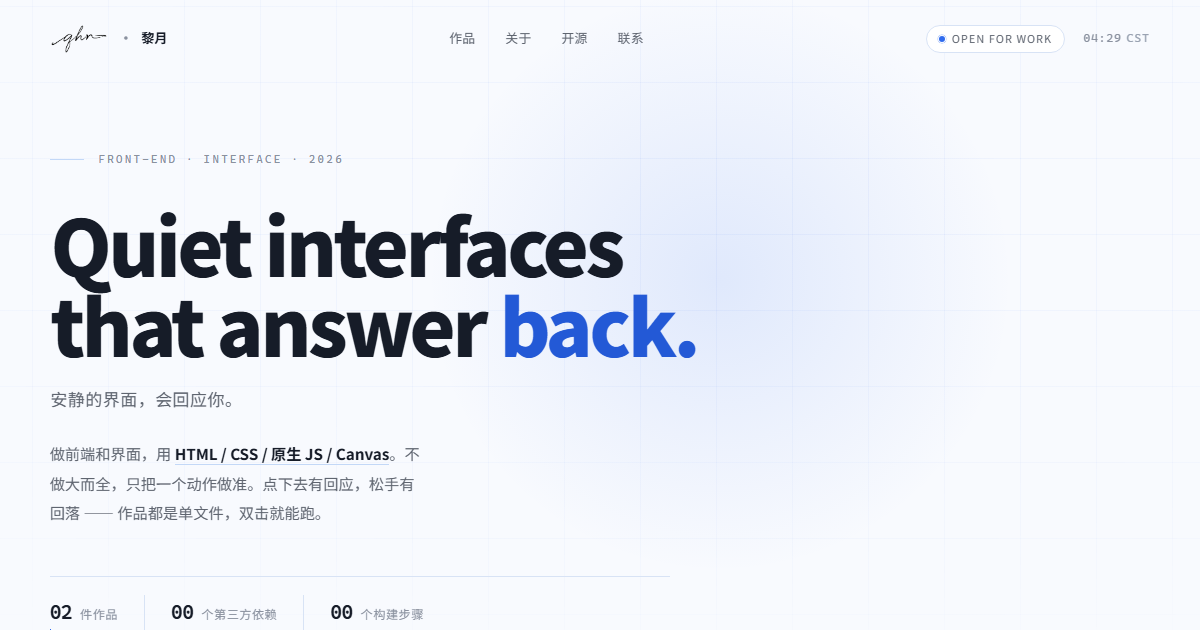 ghn
黎月
作品 关于 开源 联系
OPEN FOR WORK
04:29 CST
FRONT-END · INTERFACE · 2026
Quiet interfaces
that answer back.
安静的界面，会回应你。
做前端和界面，用 HTML / CSS / 原生 JS / Canvas。不
做大而全，只把一个动作做准。点下去有回应，松手有
回落 —— 作品都是单文件，双击就能跑。
02 件作品 00 个第三方依赖 00 个构建步骤